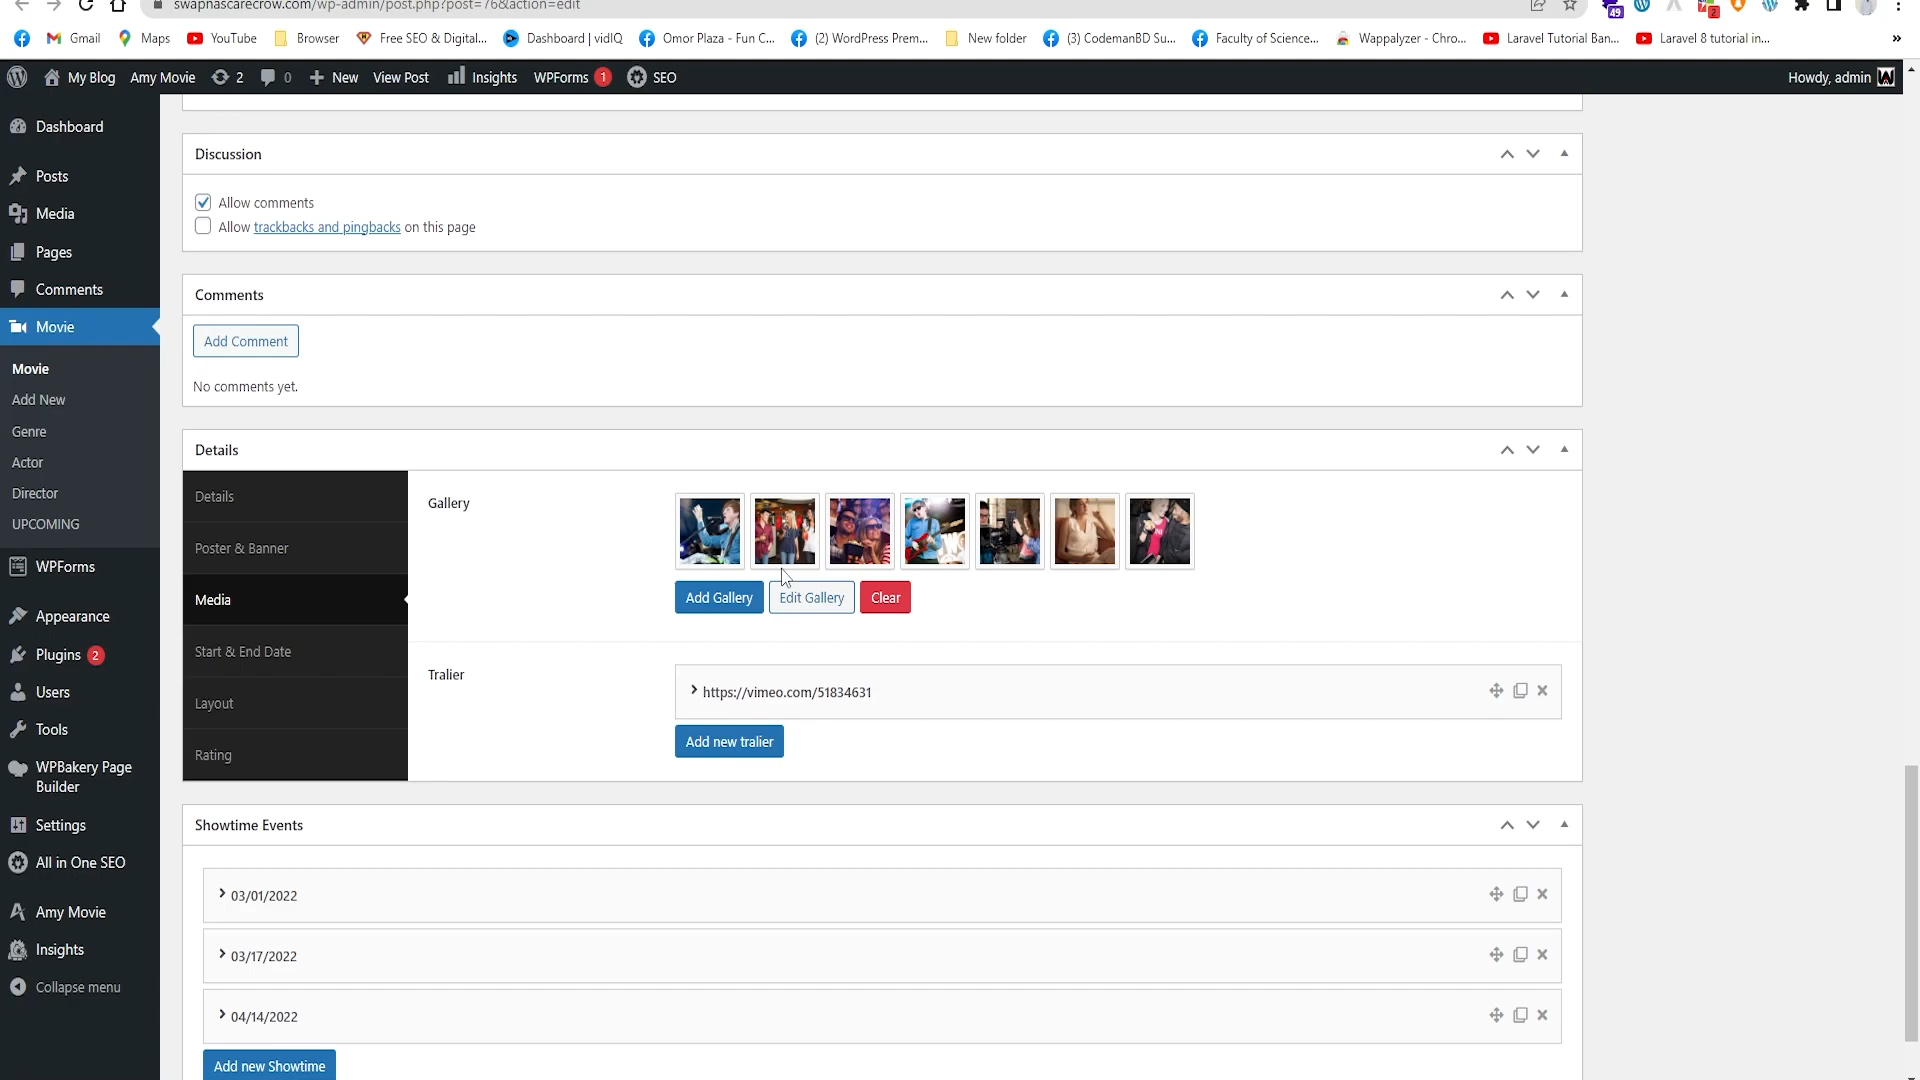 swapnascarecrow.com/wp-admin/post.php?post=76&action=edit
49
2
Gmail
Maps
YouTube
Browser
Free SEO & Digital...
Dashboard | vidIQ
Omor Plaza - Fun C...
(2) WordPress Prem...
New folder
(3) CodemanBD Su...
Faculty of Science...
Wappalyzer - Chro...
Laravel Tutorial Ban...
Laravel 8 tutorial in...
»
My Blog
Amy Movie
2
0
New
View Post
Insights
WPForms 1
SEO
Howdy, admin
Dashboard
Posts
Media
Pages
Comments
Movie
Movie
Add New
Genre
Actor
Director
UPCOMING
WPForms
Appearance
Plugins 2
Users
Tools
WPBakery Page
Builder
Settings
All in One SEO
Amy Movie
Insights
Collapse menu
Discussion
Allow comments
Allow trackbacks and pingbacks on this page
Comments
Add Comment
No comments yet.
Details
Details
Poster & Banner
Media
Start & End Date
Layout
Rating
Gallery
Add Gallery
Edit Gallery
Clear
Tralier
https://vimeo.com/51834631
Add new tralier
Showtime Events
03/01/2022
03/17/2022
04/14/2022
Add new Showtime